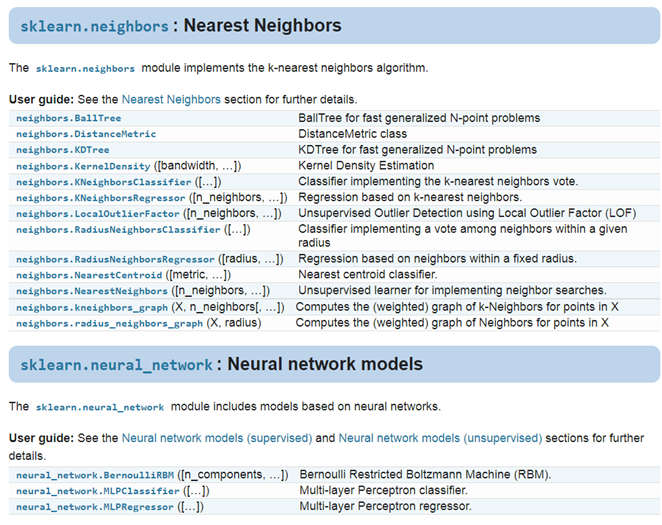 sklearn.neighbors : Nearest Neighbors
The sklearn.neighbors module implements the k-nearest neighbors algorithm.
User guide: See the Nearest Neighbors section for further details.
neighbors.BallTree BallTree for fast generalized N-point problems
neighbors.DistanceMetric DistanceMetric class
neighbors.KDTree KDTree for fast generalized N-point problems
neighbors.KernelDensity ([bandwidth, …]) Kernel Density Estimation
neighbors.KNeighborsClassifier ([…]) Classifier implementing the k-nearest neighbors vote.
neighbors.KNeighborsRegressor ([n_neighbors, …]) Regression based on k-nearest neighbors.
neighbors.LocalOutlierFactor ([n_neighbors, …]) Unsupervised Outlier Detection using Local Outlier Factor (LOF)
neighbors.RadiusNeighborsClassifier ([…]) Classifier implementing a vote among neighbors within a given
radius
neighbors.RadiusNeighborsRegressor ([radius, …]) Regression based on neighbors within a fixed radius.
neighbors.NearestCentroid ([metric, …]) Nearest centroid classifier.
neighbors.NearestNeighbors ([n_neighbors, …]) Unsupervised learner for implementing neighbor searches.
neighbors.kneighbors_graph (X, n_neighbors[, …]) Computes the (weighted) graph of k-Neighbors for points in X
neighbors.radius_neighbors_graph (X, radius) Computes the (weighted) graph of Neighbors for points in X
sklearn.neural_network : Neural network models
The sklearn.neural_network module includes models based on neural networks.
User guide: See the Neural network models (supervised) and Neural network models (unsupervised) sections for further
details.
neural_network.BernoulliRBM ([n_components, …]) Bernoulli Restricted Boltzmann Machine (RBM).
neural_network.MLPClassifier ([…]) Multi-layer Perceptron classifier.
neural_network.MLPRegressor ([…]) Multi-layer Perceptron regressor.